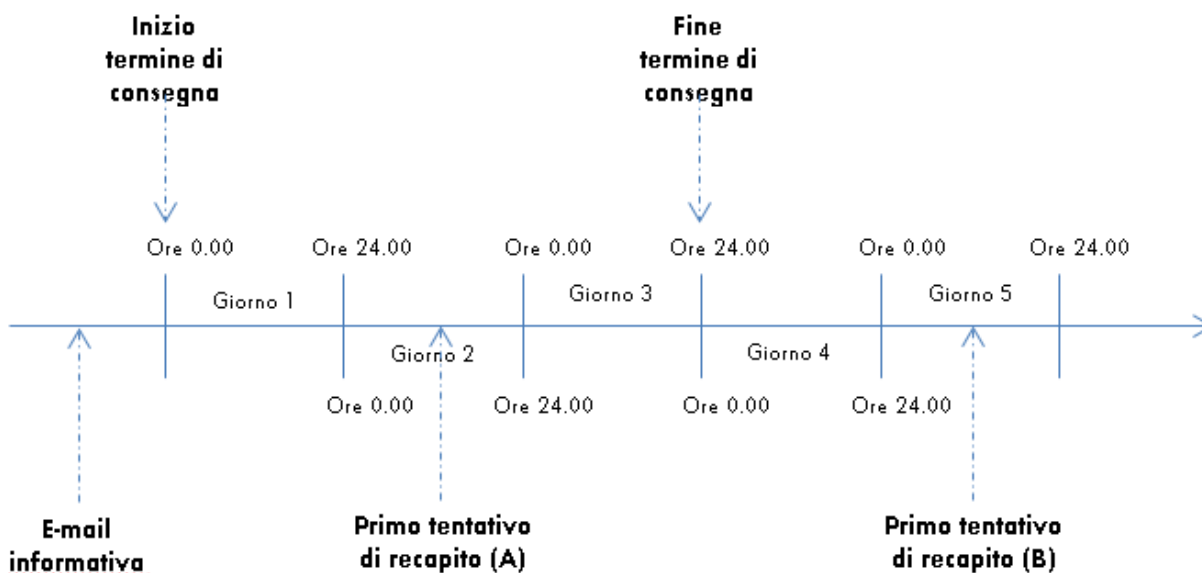 Inizio
termine di
consegna
Fine
termine di
consegna
Ore 0.00
Ore 24.00
Ore 0.00
Ore 24.00
Ore 0.00
Ore 24.00
Giorno 1
Giorno 3
Giorno 5
Giorno 2
Giorno 4
Ore 0.00
Ore 24.00
Ore 0.00
Ore 24.00
E-mail
informativa
Primo tentativo
di recapito (A)
Primo tentativo
di recapito (B)